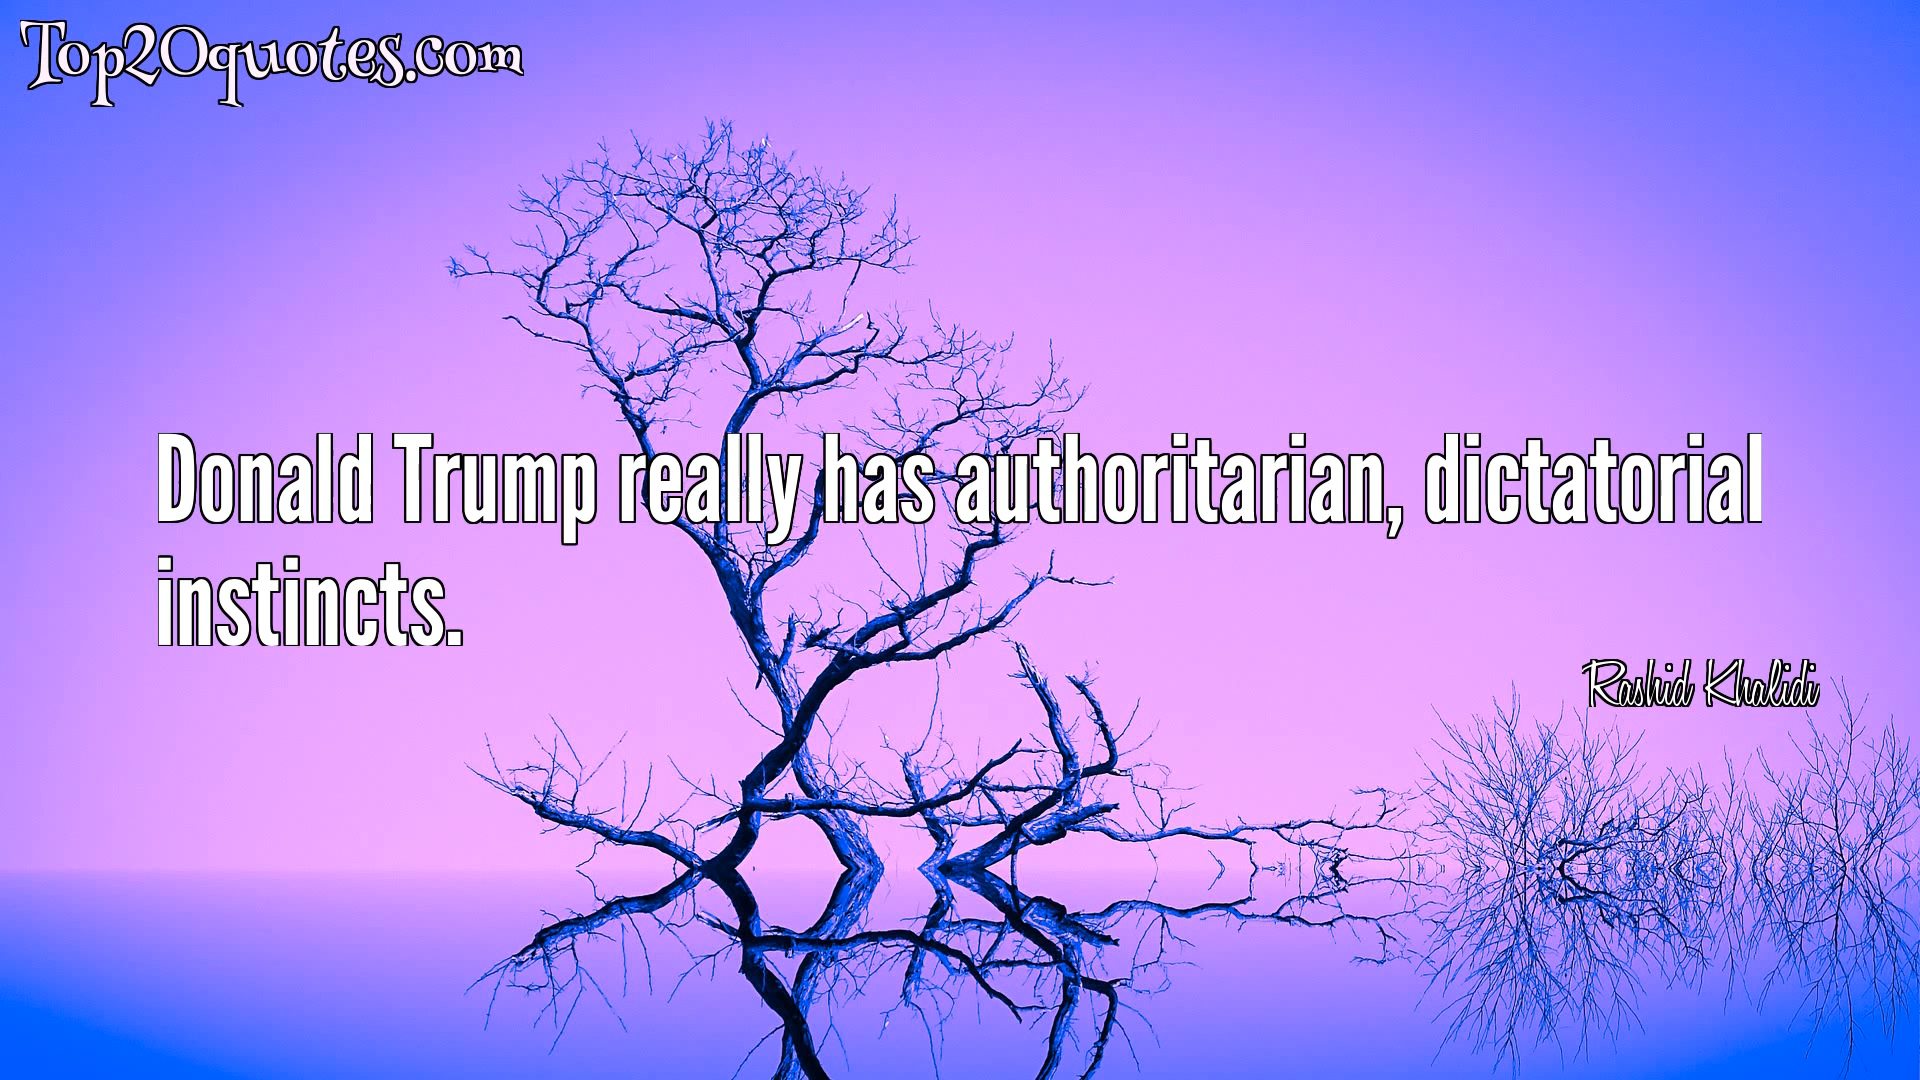 Top20quotes.com
Donald Trump really has authoritarian, dictatorial
instincts.
Rashid Khalidi